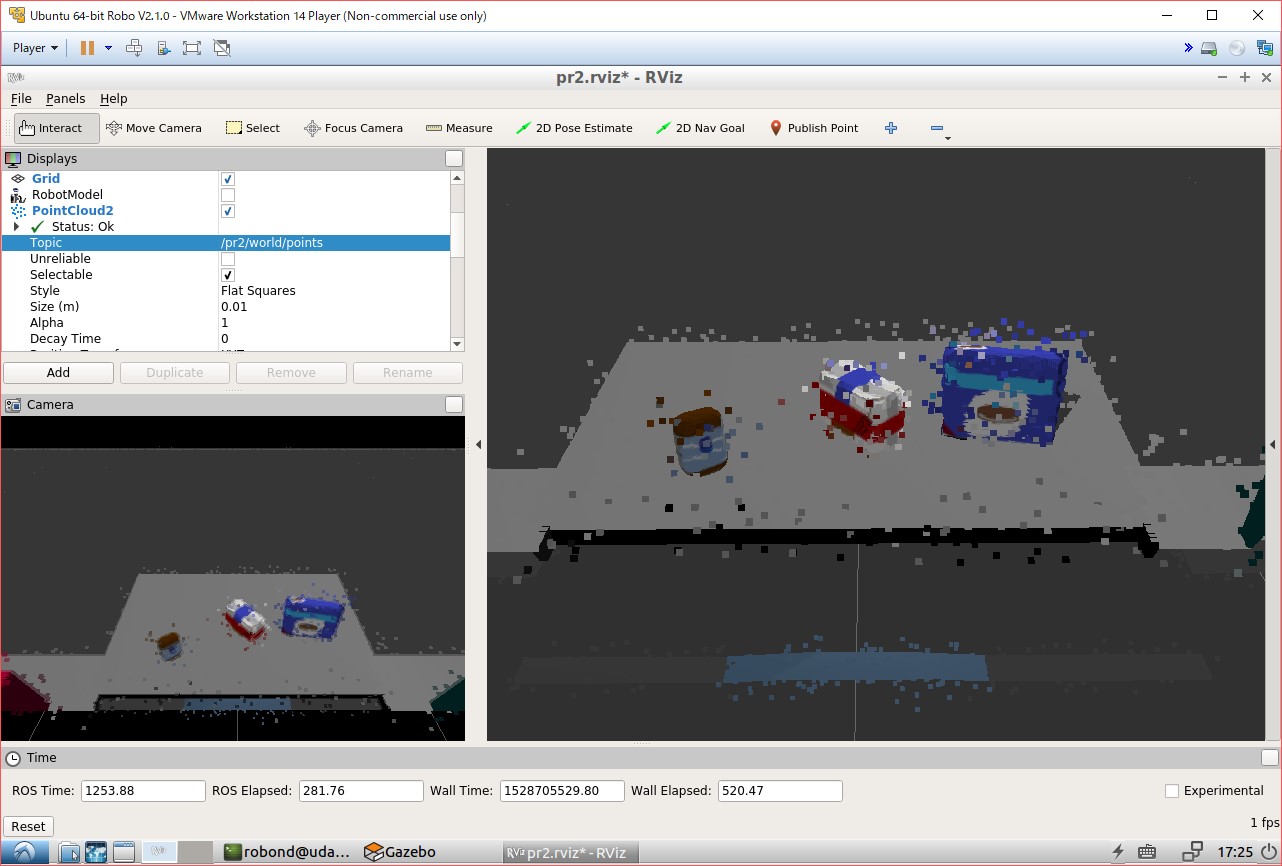 Ubuntu 64-bit Robo V2.1.0 - VMware Workstation 14 Player (Non-commercial use only)
Player
pr2.rviz* - RViz
File Panels Help
Interact Move Camera Select Focus Camera Measure 2D Pose Estimate 2D Nav Goal Publish Point
Displays
Grid
RobotModel
PointCloud2
Status: Ok
Topic /pr2/world/points
Unreliable
Selectable
Style Flat Squares
Size (m) 0.01
Alpha 1
Decay Time 0
Add Duplicate Remove Rename
Camera
Time
ROS Time: 1253.88 ROS Elapsed: 281.76 Wall Time: 1528705529.80 Wall Elapsed: 520.47 Experimental
Reset 1 fps
robond@uda... Gazebo pr2.rviz* - RViz 17:25